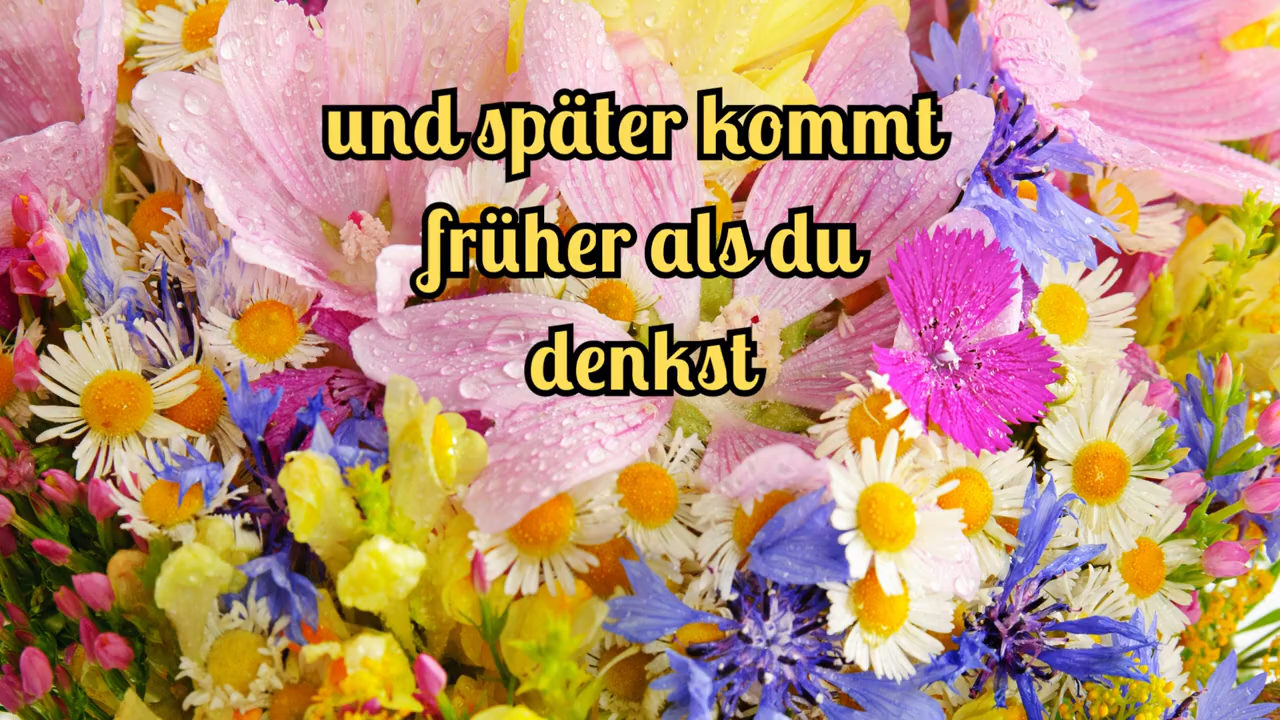 und später kommt
früher als du
denkst